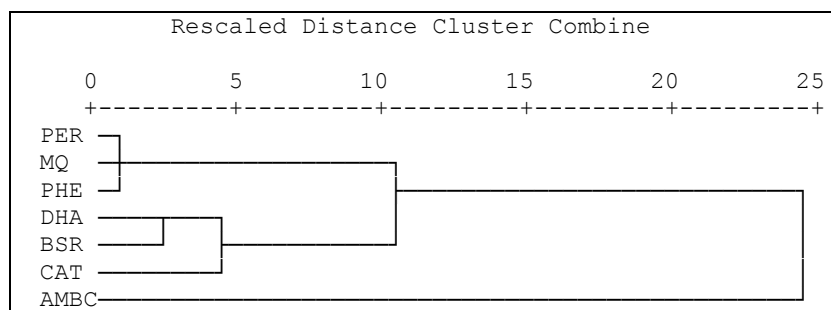 Rescaled Distance Cluster Combine
0 5 10 15 20 25
+---------+---------+---------+---------+---------+
PER
MQ
PHE
DHA
BSR
CAT
AMBC